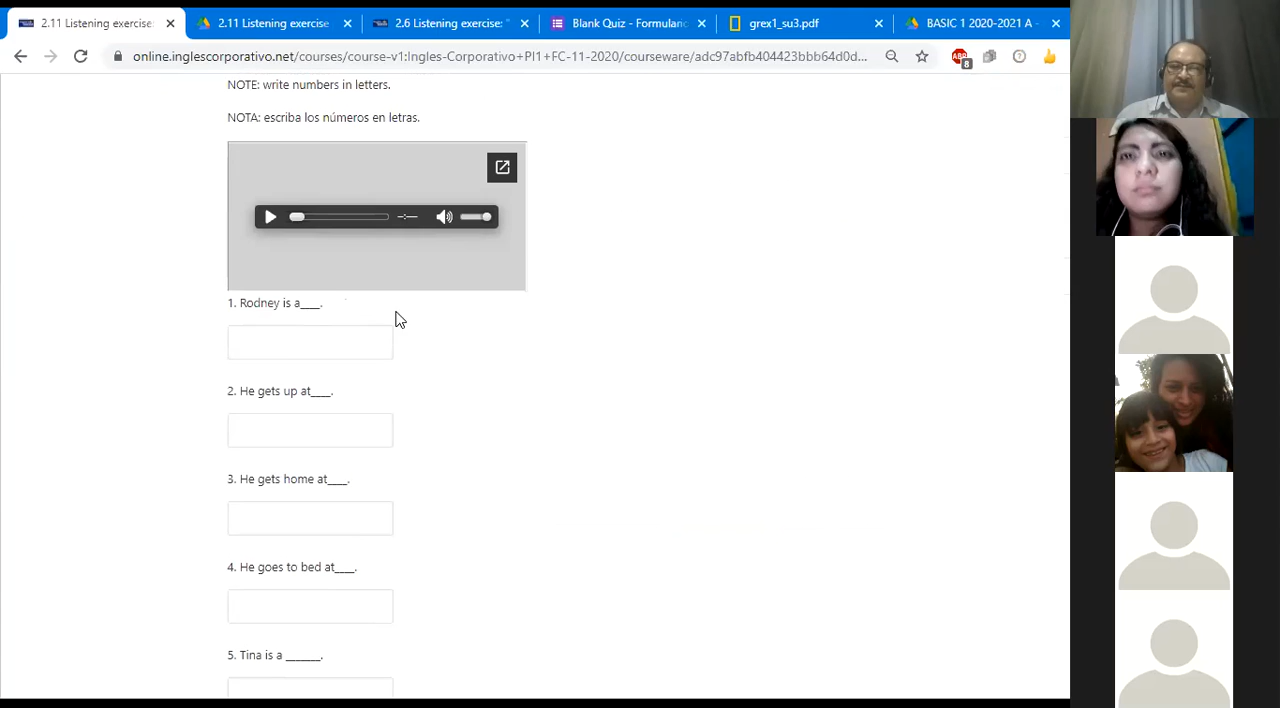 2.11 Listening exercise:
2.11 Listening exercise
2.6 Listening exercise: "
Blank Quiz - Formulario
grex1_su3.pdf
BASIC 1 2020-2021 A -
online.inglescorporativo.net/courses/course-v1:Ingles-Corporativo+PI1+FC-11-2020/courseware/adc97abfb404423bbb64d0d...
8
NOTE: write numbers in letters.
NOTA: escriba los números en letras.
-:--
1. Rodney is a____.
2. He gets up at____.
3. He gets home at____.
4. He goes to bed at____.
5. Tina is a _______.